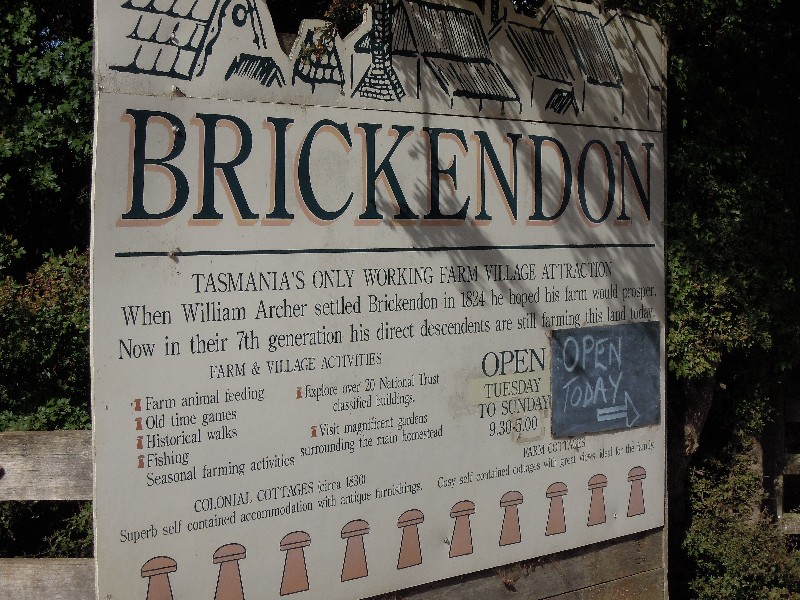 BRICKENDON
TASMANIA'S ONLY WORKING FARM VILLAGE ATTRACTION
When William Archer settled Brickendon in 1824 he hoped his farm would prosper.
Now in their 7th generation his direct descendents are still farming this land today.
FARM & VILLAGE ACTIVITIES
Farm animal feeding
Old time games
Historical walks
Fishing
Seasonal farming activities
Explore over 20 National Trust
classified buildings.
Visit magnificent gardens
surrounding the main homestead
OPEN
TUESDAY
TO SUNDAY
9.30-5.00
OPEN
TODAY
COLONIAL COTTAGES (circa 1830)
Superb self contained accommodation with antique furnishings.
FARM COTTAGES
Cosy self contained cottages with great views ideal for the family